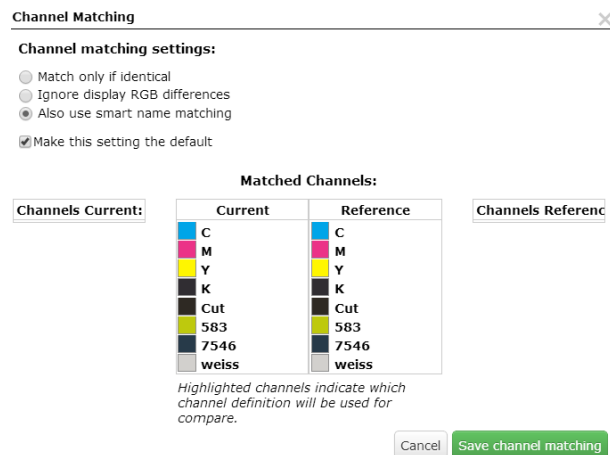 Channel Matching
Channel matching settings:
Match only if identical
Ignore display RGB differences
Also use smart name matching
Make this setting the default
Matched Channels:
Channels Current:
Current
Reference
Channels Referenc
C
C
M
M
Y
Y
K
K
Cut
Cut
583
583
7546
7546
weiss
weiss
Highlighted channels indicate which
channel definition will be used for
compare.
Cancel
Save channel matching